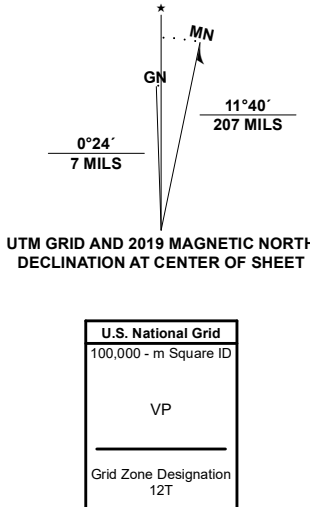 ★
MN
GN
11°40´
207 MILS
0°24´
7 MILS
UTM GRID AND 2019 MAGNETIC NORTH
DECLINATION AT CENTER OF SHEET
U.S. National Grid
100,000 - m Square ID
VP
Grid Zone Designation
12T